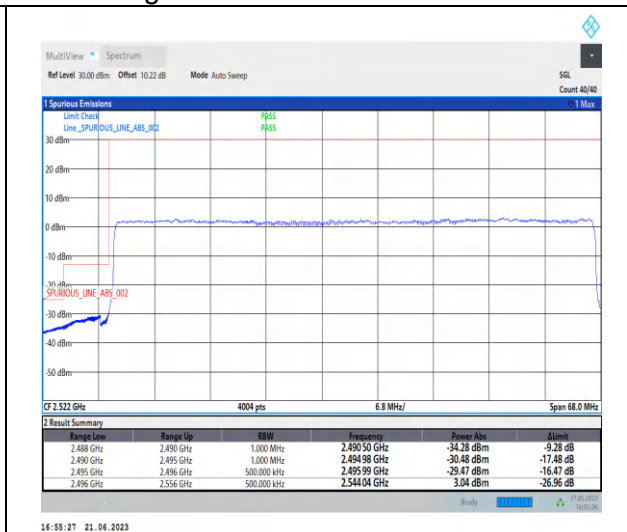 MultiView Spectrum
Ref Level 30.00 dBm Offset 10.22 dB Mode Auto Sweep SGL
Count 40/40
1 Spurious Emissions 1 Max
Limit Check PASS
Line _SPURIOUS_LINE_ABS_002 PASS
30 dBm
20 dBm
10 dBm
0 dBm
-10 dBm
-20 dBm
SPURIOUS_LINE_ABS_002
-30 dBm
-40 dBm
-50 dBm
CF 2.522 GHz 4004 pts 6.8 MHz/ Span 68.0 MHz
2 Result Summary
Range Low Range Up RBW Frequency Power Abs ΔLimit
2.488 GHz 2.490 GHz 1.000 MHz 2.490 50 GHz -34.28 dBm -9.28 dB
2.490 GHz 2.495 GHz 1.000 MHz 2.494 98 GHz -30.48 dBm -17.48 dB
2.495 GHz 2.496 GHz 500.000 kHz 2.495 99 GHz -29.47 dBm -16.47 dB
2.496 GHz 2.556 GHz 500.000 kHz 2.544 04 GHz 3.04 dBm -26.96 dB
Ready 21.06.2023
16:55:27 21.06.2023